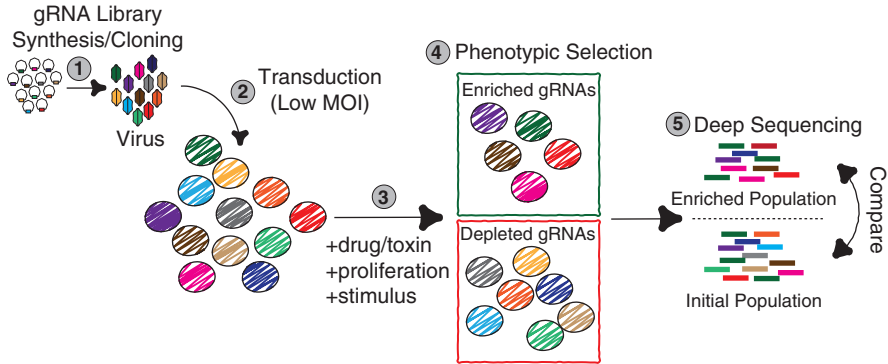 gRNA Library
Synthesis/Cloning
1
Virus
2
Transduction
(Low MOI)
3
+drug/toxin
+proliferation
+stimulus
4 Phenotypic Selection
Enriched gRNAs
Depleted gRNAs
5 Deep Sequencing
Enriched Population
Initial Population
Compare